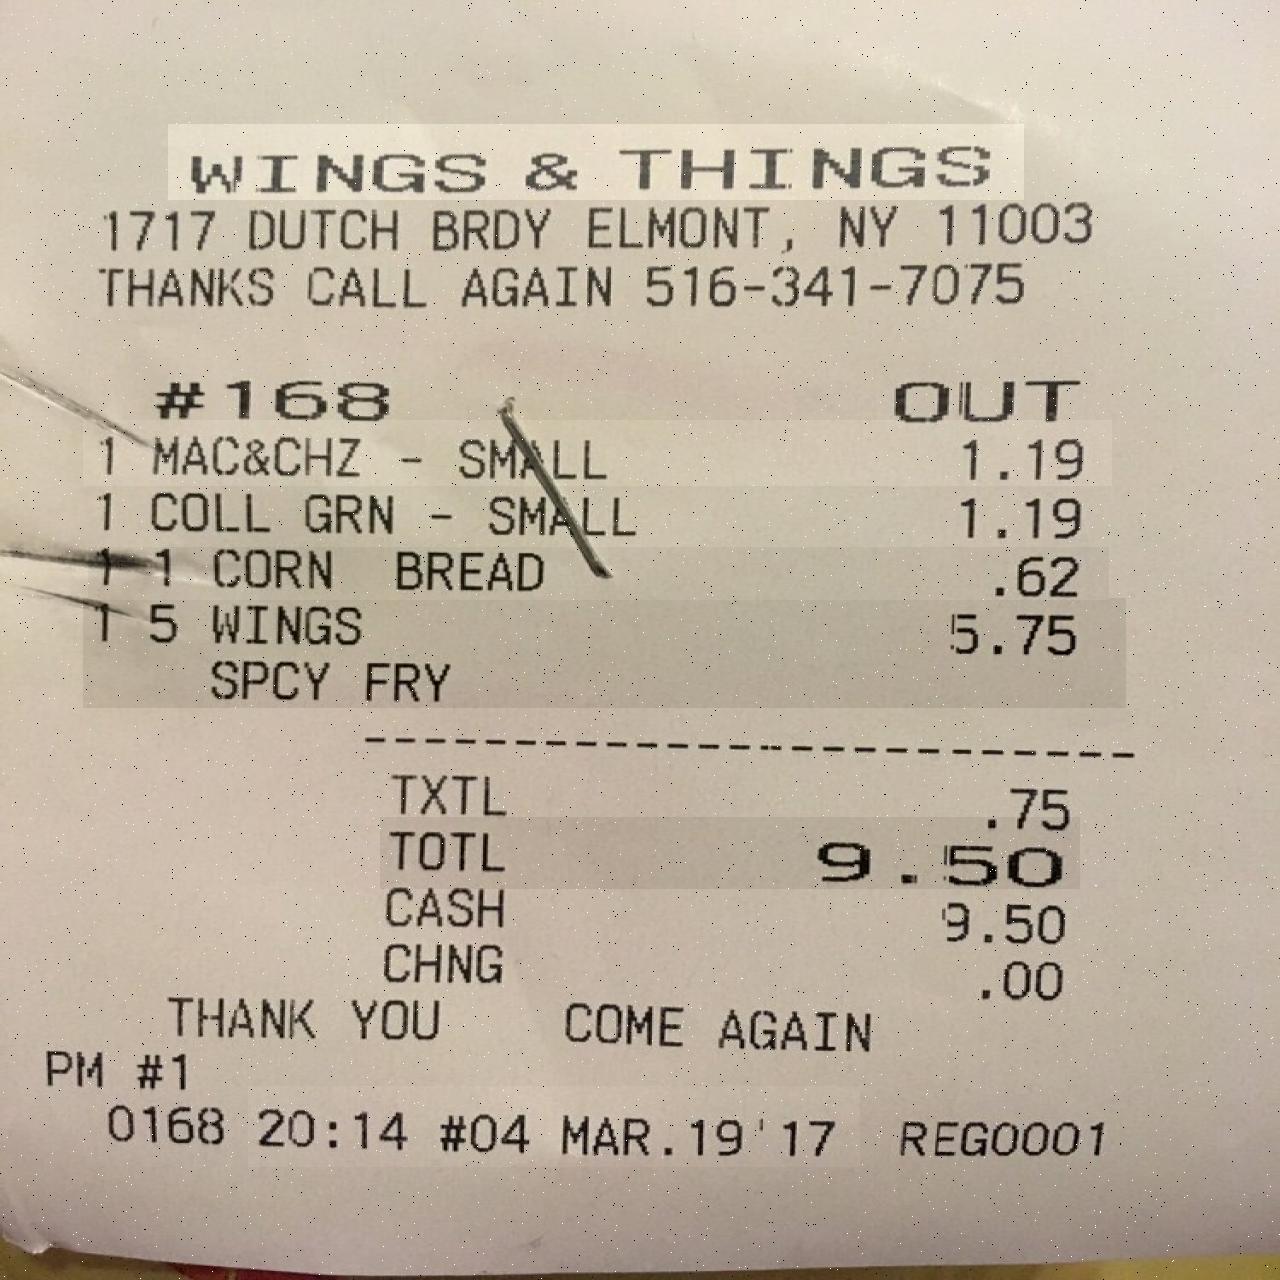 WINGS & THINGS
1717 DUTCH BRDY ELMONT, NY 11003
THANKS CALL AGAIN 516-341-7075
#168 OUT
1 MAC&CHZ - SMALL 1.19
1 COLL GRN - SMALL 1.19
1 1 CORN BREAD .62
1 5 WINGS 5.75
SPCY FRY
TXTL .75
TOTL 9.50
CASH 9.50
CHNG .00
THANK YOU COME AGAIN
PM #1
0168 20:14 #04 MAR.19'17 REG0001